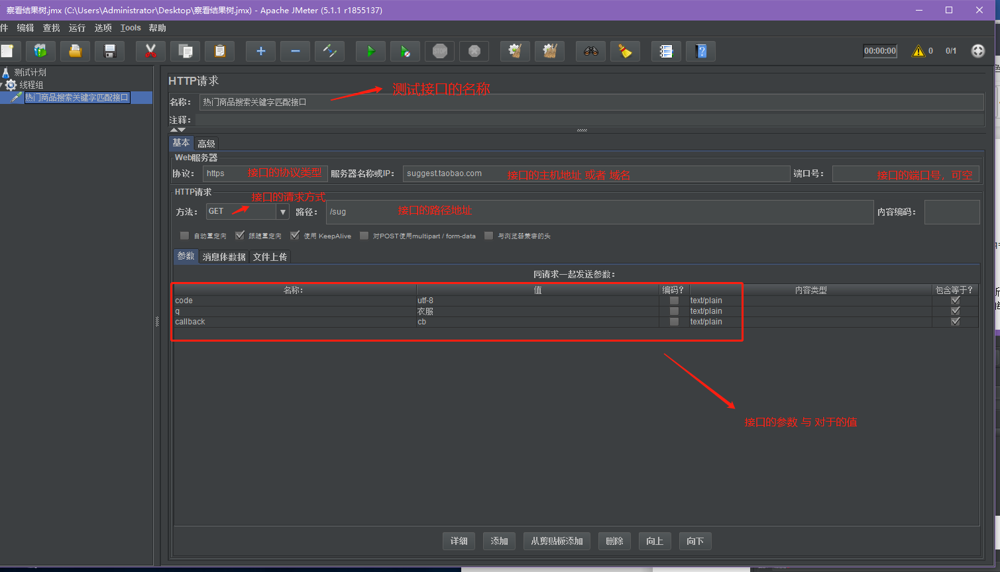 察看结果树.jmx (C:\Users\Administrator\Desktop\察看结果树.jmx) - Apache JMeter (5.1.1 r1855137)
件 编辑 查找 运行 选项 Tools 帮助
STOP
00:00:00 0 0/1
测试计划
线程组
热门商品搜索关键字匹配接口
HTTP请求
测试接口的名称
名称： 热门商品搜索关键字匹配接口
注释：
基本 高级
Web服务器
协议： https 接口的协议类型 服务器名称或IP： suggest.taobao.com 接口的主机地址 或者 域名 端口号： 接口的端口号，可空
HTTP请求
接口的请求方式
方法： GET 路径： /sug 接口的路径地址 内容编码：
自动重定向 跟随重定向 使用 KeepAlive 对POST使用multipart / form-data 与浏览器兼容的头
参数 消息体数据 文件上传
同请求一起发送参数：
名称： 值 编码？ 内容类型 包含等于？
code utf-8 text/plain
q 衣服 text/plain
callback cb text/plain
接口的参数 与 对于的值
详细 添加 从剪贴板添加 删除 向上 向下